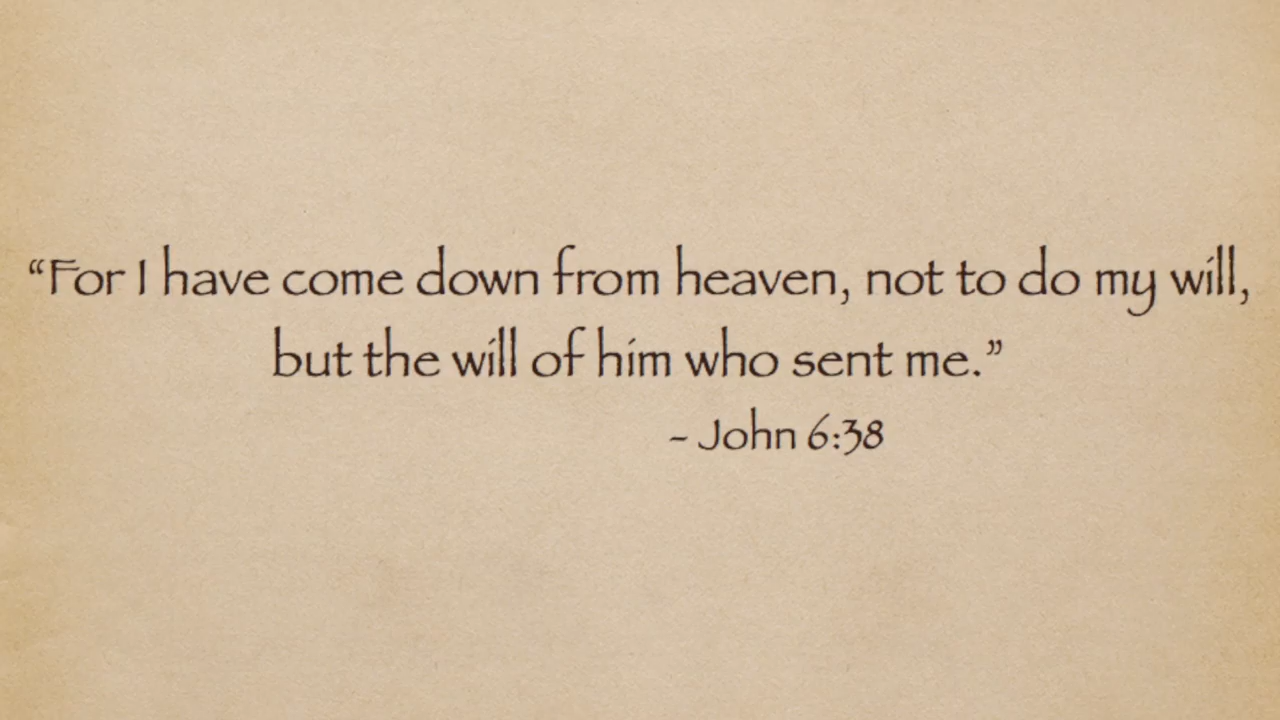 “For I have come down from heaven, not to do my will,
but the will of him who sent me.”
- John 6:38